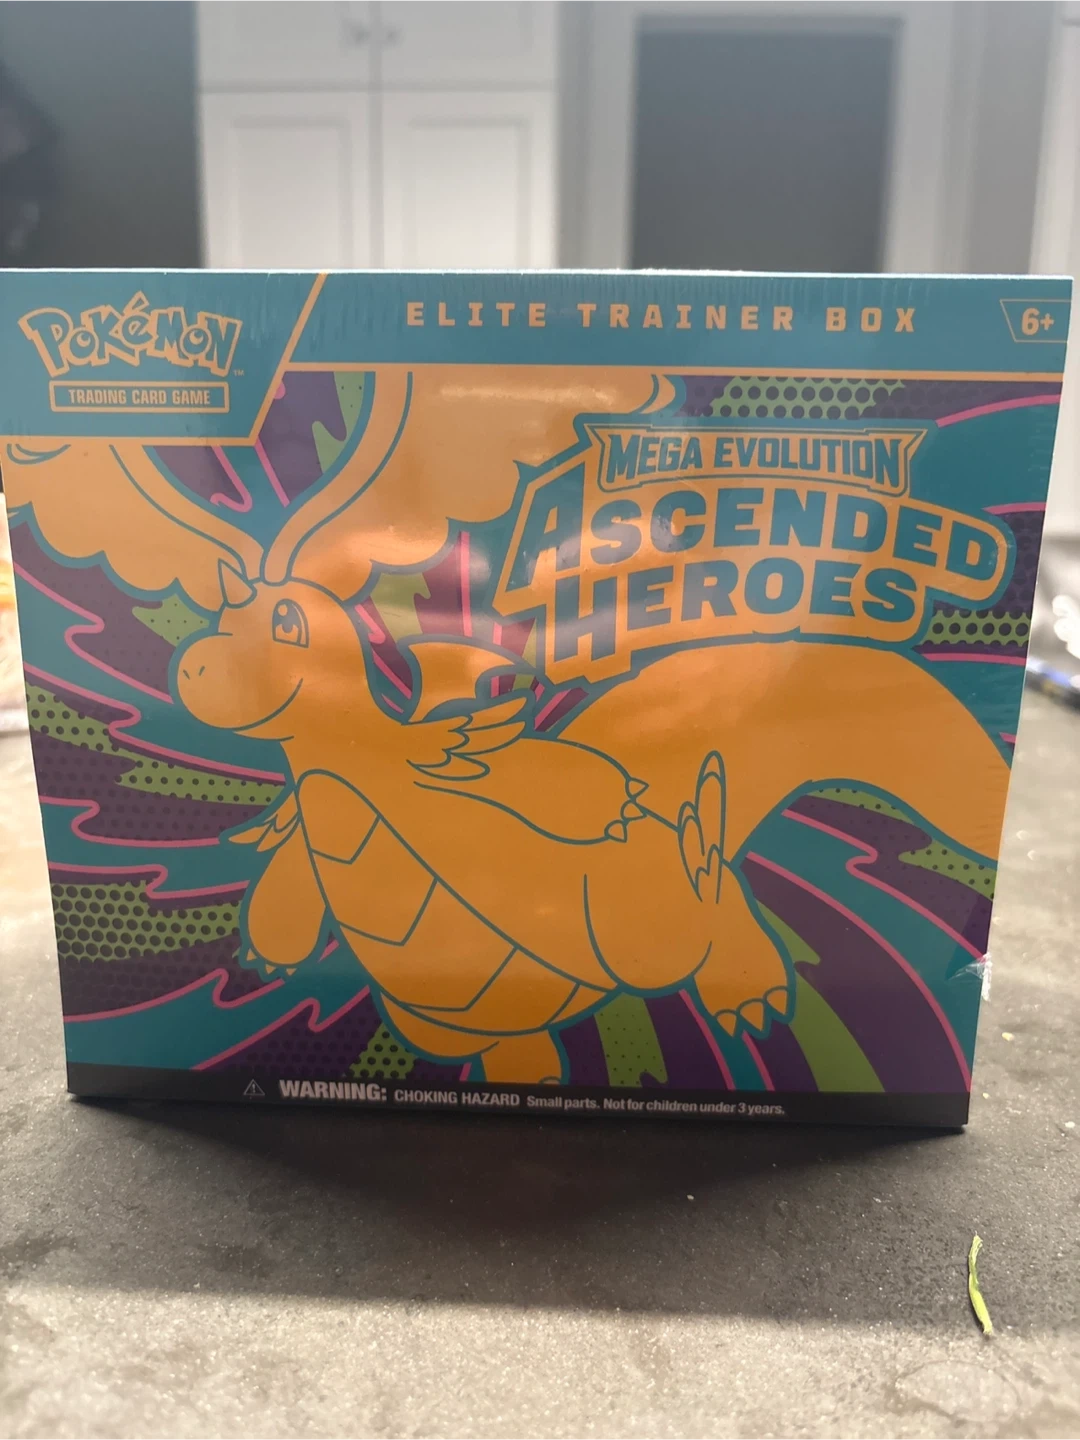 POKéMON
TM
TRADING CARD GAME
ELITE TRAINER BOX
6+
MEGA EVOLUTION
ASCENDED
HEROES
WARNING: CHOKING HAZARD Small parts. Not for children under 3 years.